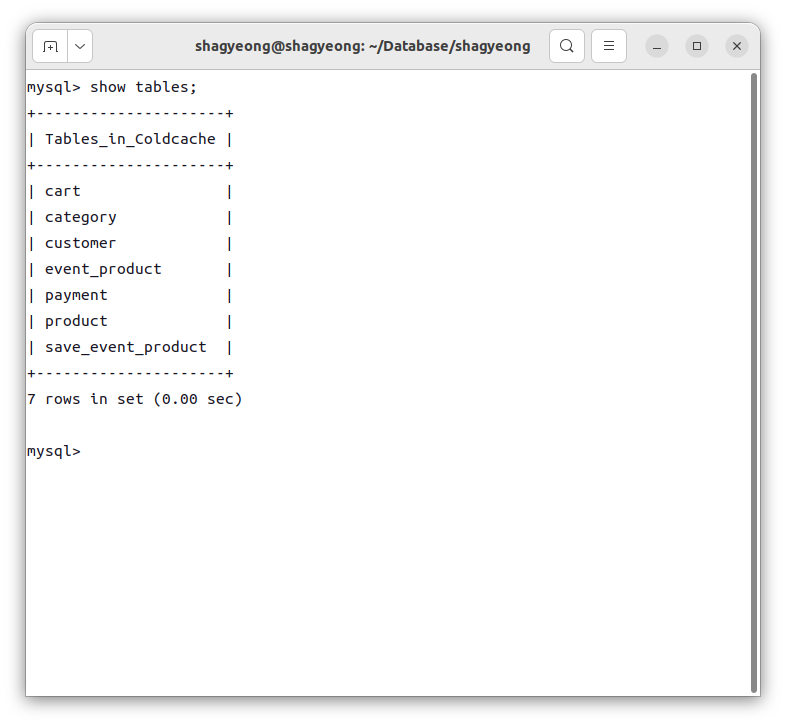 shagyeong@shagyeong: ~/Database/shagyeong
mysql> show tables;
+---------------------+
| Tables_in_Coldcache |
+---------------------+
| cart                |
| category            |
| customer            |
| event_product       |
| payment             |
| product             |
| save_event_product  |
+---------------------+
7 rows in set (0.00 sec)
mysql>